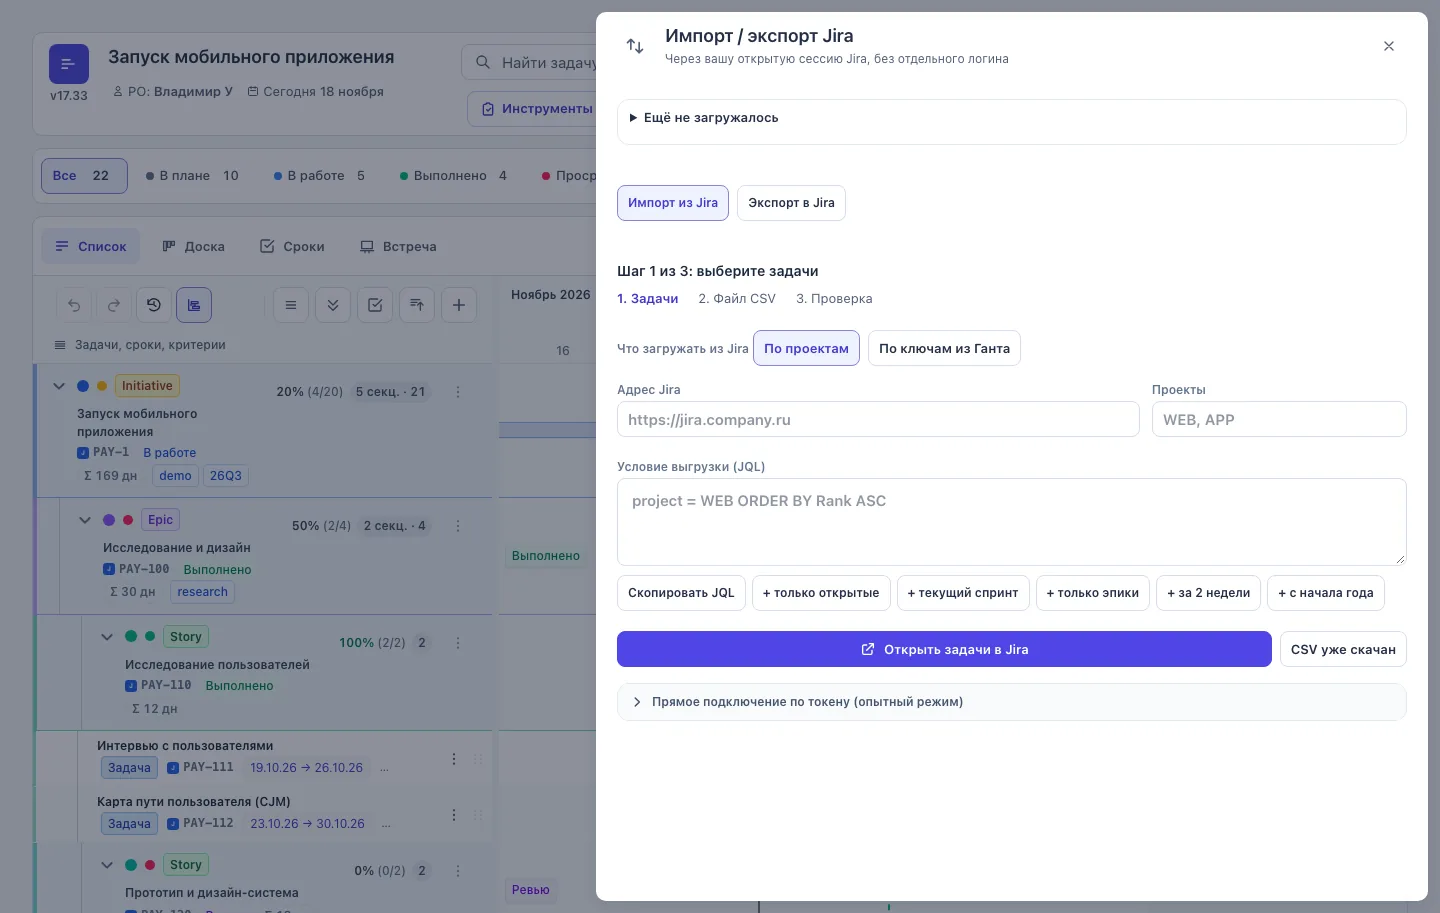 Запуск мобильного приложения
v17.33
РО: Владимир У
Сегодня 18 ноября
Найти задачу
Инструменты
Все 22
В плане 10
В работе 5
Выполнено 4
Список
Доска
Сроки
Встреча
Ноябрь 2026
Задачи, сроки, критерии
16
Initiative
20% (4/20) 5 секц. · 21
Запуск мобильного
приложения
PAY-1 В работе
Σ 169 дн demo 26Q3
Epic
50% (2/4) 2 секц. · 4
Исследование и дизайн
PAY-100 Выполнено
Σ 30 дн research
Выполнено
Story
100% (2/2) 2
Исследование пользователей
PAY-110 Выполнено
Σ 12 дн
Интервью с пользователями
Задача PAY-111 19.10.26 → 26.10.26 ...
Карта пути пользователя (CJM)
Задача PAY-112 23.10.26 → 30.10.26 ...
Story
0% (0/2) 2
Прототип и дизайн-система
Ревью
Импорт / экспорт Jira
Через вашу открытую сессию Jira, без отдельного логина
Ещё не загружалось
Импорт из Jira
Экспорт в Jira
Шаг 1 из 3: выберите задачи
1. Задачи 2. Файл CSV 3. Проверка
Что загружать из Jira По проектам По ключам из Ганта
Адрес Jira
Проекты
https://jira.company.ru
WEB, APP
Условие выгрузки (JQL)
project = WEB ORDER BY Rank ASC
Скопировать JQL
+ только открытые
+ текущий спринт
+ только эпики
+ за 2 недели
+ с начала года
Открыть задачи в Jira
CSV уже скачан
Прямое подключение по токену (опытный режим)